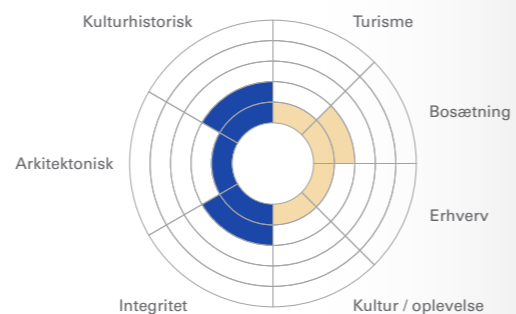 Kulturhistorisk
Turisme
Bosætning
Arkitektonisk
Erhverv
Integritet
Kultur / oplevelse